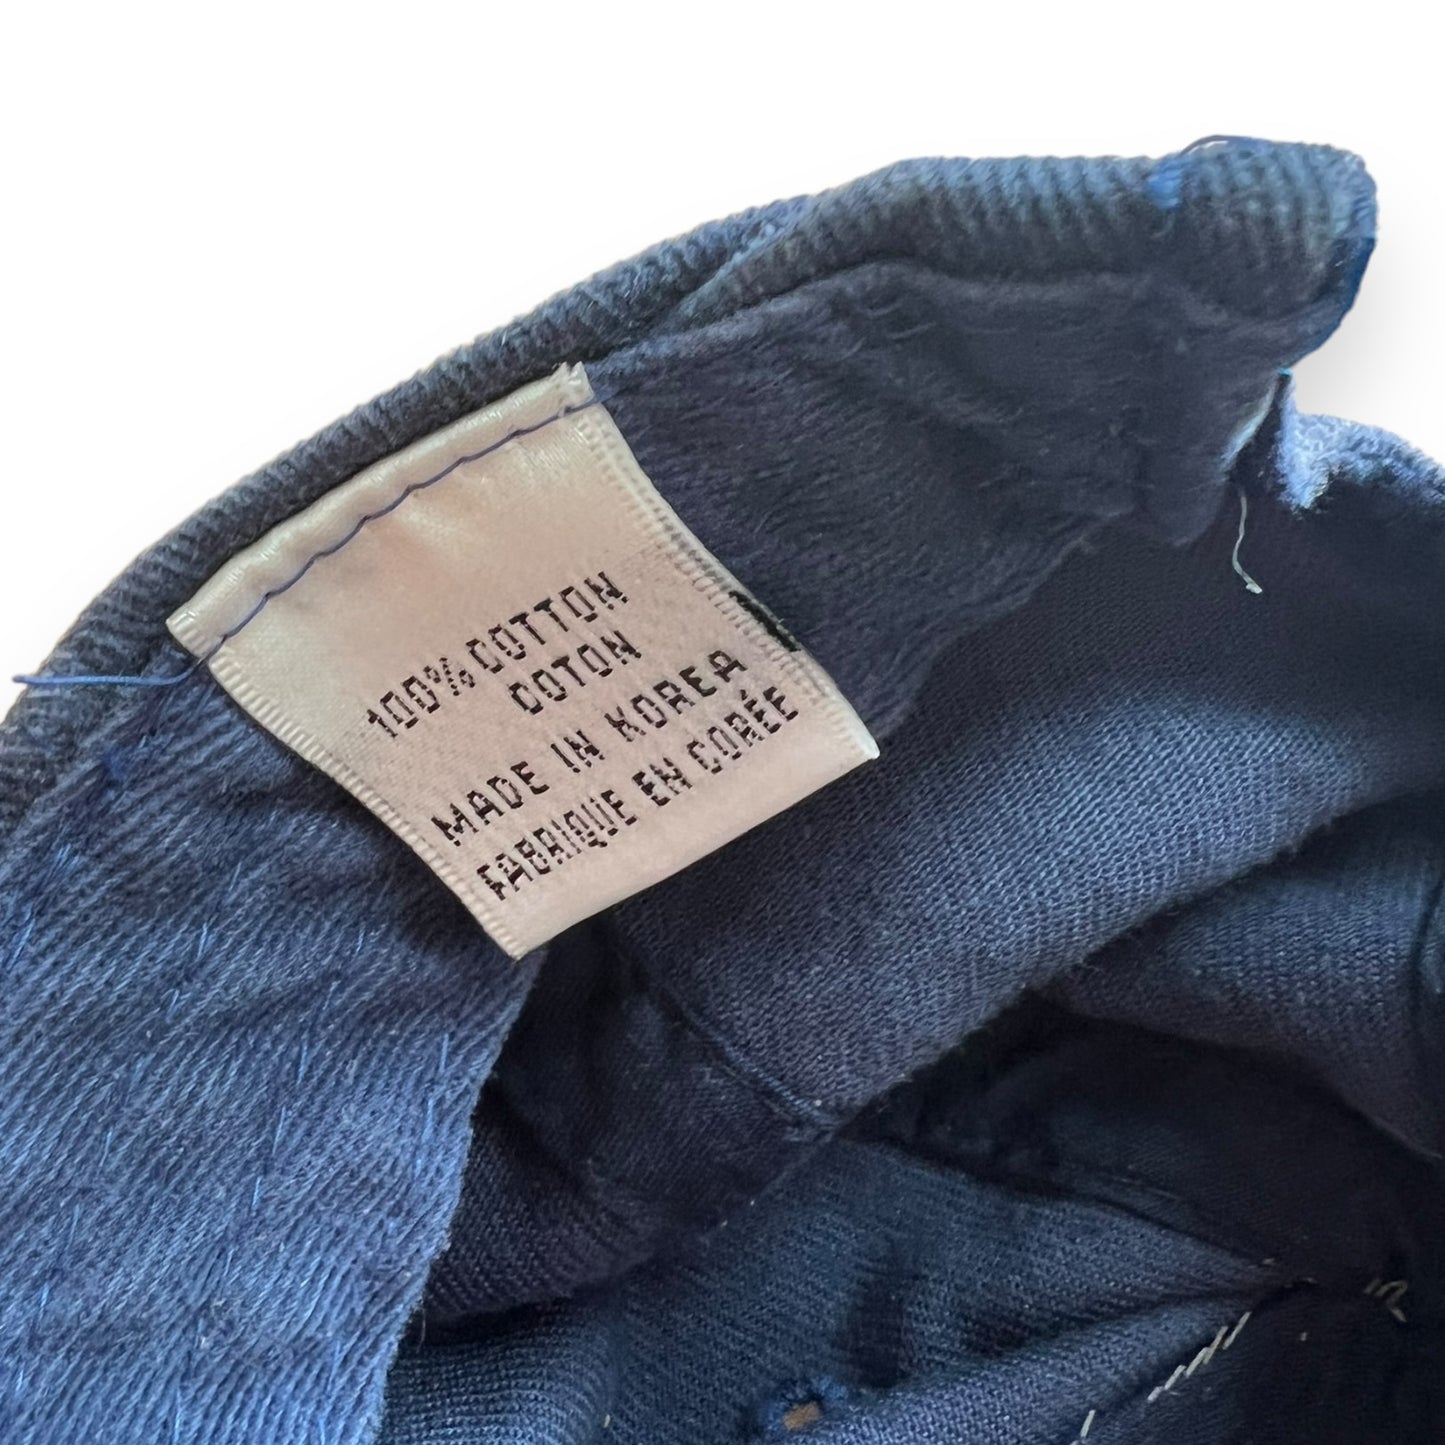 100% COTTON
COTON
MADE IN KOREA
FABRIQUE EN CORÉE